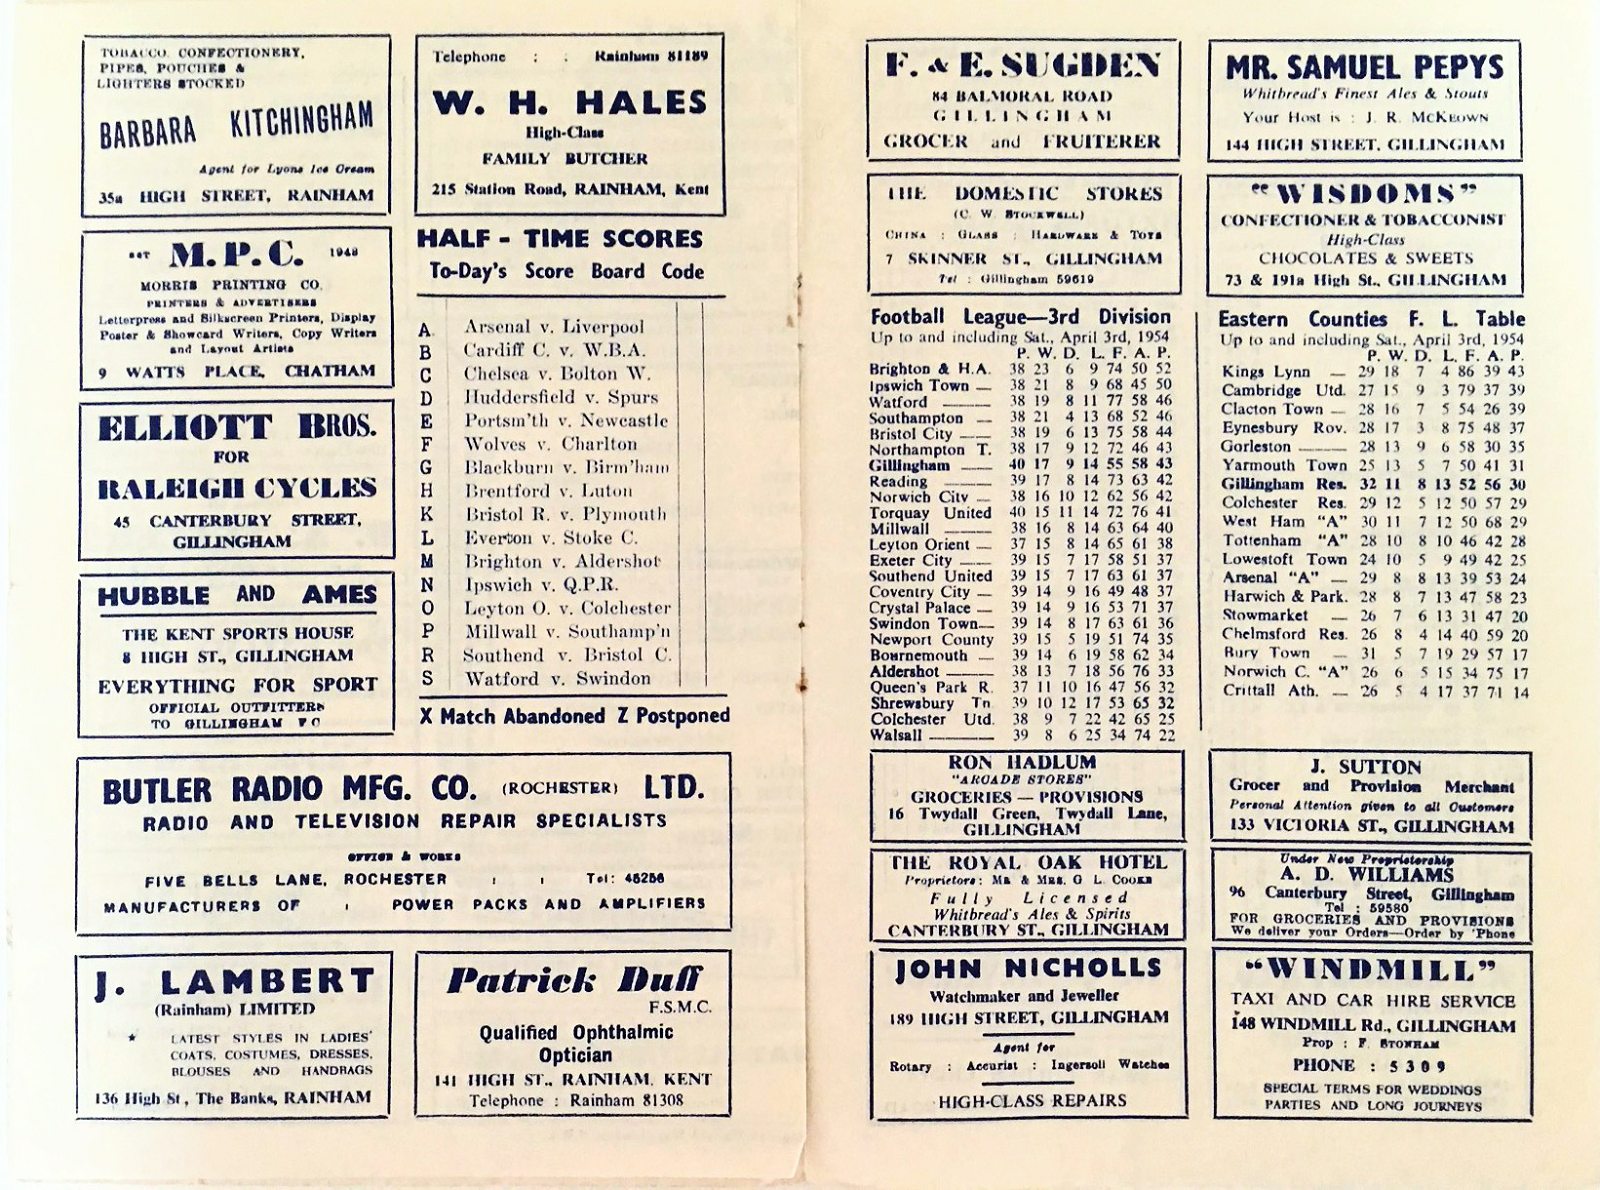 TOBACCO, CONFECTIONERY,
PIPES, POUCHES &
LIGHTERS STOCKED
BARBARA KITCHINGHAM
Agent for Lyons Ice Cream
35a HIGH STREET, RAINHAM
EST M.P.C. 1948
MORRIS PRINTING CO.
PRINTERS & ADVERTISERS
Letterpress and Silkscreen Printers, Display
Poster & Showcard Writers, Copy Writers
and Layout Artists
9 WATTS PLACE, CHATHAM
ELLIOTT BROS.
FOR
RALEIGH CYCLES
45 CANTERBURY STREET,
GILLINGHAM
HUBBLE AND AMES
THE KENT SPORTS HOUSE
8 HIGH ST., GILLINGHAM
EVERYTHING FOR SPORT
OFFICIAL OUTFITTERS
TO GILLINGHAM F C
Telephone : : Rainham 81189
W. H. HALES
High-Class
FAMILY BUTCHER
215 Station Road, RAINHAM, Kent
HALF - TIME SCORES
To-Day's Score Board Code
A Arsenal v. Liverpool
B Cardiff C. v. W.B.A.
C Chelsea v. Bolton W.
D Huddersfield v. Spurs
E Portsm'th v. Newcastle
F Wolves v. Charlton
G Blackburn v. Birm'ham
H Brentford v. Luton
K Bristol R. v. Plymouth
L Everton v. Stoke C.
M Brighton v. Aldershot
N Ipswich v. Q.P.R.
O Leyton O. v. Colchester
P Millwall v. Southamp'n
R Southend v. Bristol C.
S Watford v. Swindon
X Match Abandoned Z Postponed
BUTLER RADIO MFG. CO. (ROCHESTER) LTD.
RADIO AND TELEVISION REPAIR SPECIALISTS
OFFICE & WORKS
FIVE BELLS LANE, ROCHESTER : : Tel: 45256
MANUFACTURERS OF : POWER PACKS AND AMPLIFIERS
J. LAMBERT
(Rainham) LIMITED
★ LATEST STYLES IN LADIES'
COATS, COSTUMES, DRESSES,
BLOUSES AND HANDBAGS
136 High St, The Banks, RAINHAM
Patrick Duff
F.S.M.C.
Qualified Ophthalmic
Optician
141 HIGH ST., RAINHAM, KENT
Telephone : Rainham 81308
F. & E. SUGDEN
84 BALMORAL ROAD
GILLINGHAM
GROCER and FRUITERER
MR. SAMUEL PEPYS
Whitbread's Finest Ales & Stouts
Your Host is : J. R. McKEOWN
144 HIGH STREET, GILLINGHAM
THE DOMESTIC STORES
(C. W. STOCKWELL)
CHINA : GLASS : HARDWARE & TOYS
7 SKINNER ST., GILLINGHAM
Tel : Gillingham 59619
"WISDOMS"
CONFECTIONER & TOBACCONIST
High-Class
CHOCOLATES & SWEETS
73 & 191a High St., GILLINGHAM
Football League—3rd Division
Up to and including Sat., April 3rd, 1954
P. W. D. L. F. A. P.
Brighton & H.A. 38 23 6 9 74 50 52
Ipswich Town — 38 21 8 9 68 45 50
Watford — 38 19 8 11 77 58 46
Southampton — 38 21 4 13 68 52 46
Bristol City — 38 19 6 13 75 58 44
Northampton T. 38 17 9 12 72 46 43
Gillingham — 40 17 9 14 55 58 43
Reading — 39 17 8 14 73 63 42
Norwich City — 38 16 10 12 62 56 42
Torquay United 40 15 11 14 72 76 41
Millwall — 38 16 8 14 63 64 40
Leyton Orient — 37 15 8 14 65 61 38
Exeter City — 39 15 7 17 58 51 37
Southend United 39 15 7 17 63 61 37
Coventry City — 39 14 9 16 49 48 37
Crystal Palace — 39 14 9 16 53 71 37
Swindon Town— 39 14 8 17 63 61 36
Newport County 39 15 5 19 51 74 35
Bournemouth — 39 14 6 19 58 62 34
Aldershot — 38 13 7 18 56 76 33
Queen's Park R. 37 11 10 16 47 56 32
Shrewsbury Tn 39 10 12 17 53 65 32
Colchester Utd. 38 9 7 22 42 65 25
Walsall — 39 8 6 25 34 74 22
Eastern Counties F. L. Table
Up to and including Sat., April 3rd, 1954
P. W. D. L. F. A. P.
Kings Lynn — 29 18 7 4 86 39 43
Cambridge Utd. 27 15 9 3 79 37 39
Clacton Town — 28 16 7 5 54 26 39
Eynesbury Rov. 28 17 3 8 75 48 37
Gorleston — 28 13 9 6 58 30 35
Yarmouth Town 25 13 5 7 50 41 31
Gillingham Res. 32 11 8 13 52 56 30
Colchester Res. 29 12 5 12 50 57 29
West Ham "A" 30 11 7 12 50 68 29
Tottenham "A" 28 10 8 10 46 42 28
Lowestoft Town 24 10 5 9 49 42 25
Arsenal "A" — 29 8 8 13 39 53 24
Harwich & Park. 28 8 7 13 47 58 23
Stowmarket — 26 7 6 13 31 47 20
Chelmsford Res. 26 8 4 14 40 59 20
Bury Town — 31 5 7 19 29 57 17
Norwich C. "A" 26 6 5 15 34 75 17
Crittall Ath. — 26 5 4 17 37 71 14
RON HADLUM
"ARCADE STORES"
GROCERIES — PROVISIONS
16 Twydall Green, Twydall Lane,
GILLINGHAM
J. SUTTON
Grocer and Provision Merchant
Personal Attention given to all Customers
133 VICTORIA ST., GILLINGHAM
THE ROYAL OAK HOTEL
Proprietors: MR & MRS. G L. COOKE
Fully Licensed
Whitbread's Ales & Spirits
CANTERBURY ST., GILLINGHAM
Under New Proprietorship
A. D. WILLIAMS
96 Canterbury Street, Gillingham
Tel : 59580
FOR GROCERIES AND PROVISIONS
We deliver your Orders—Order by 'Phone
JOHN NICHOLLS
Watchmaker and Jeweller
189 HIGH STREET, GILLINGHAM
Agent for
Rotary : Accurist : Ingersoll Watches
HIGH-CLASS REPAIRS
"WINDMILL"
TAXI AND CAR HIRE SERVICE
148 WINDMILL Rd., GILLINGHAM
Prop : F. STONHAM
PHONE : 5309
SPECIAL TERMS FOR WEDDINGS
PARTIES AND LONG JOURNEYS